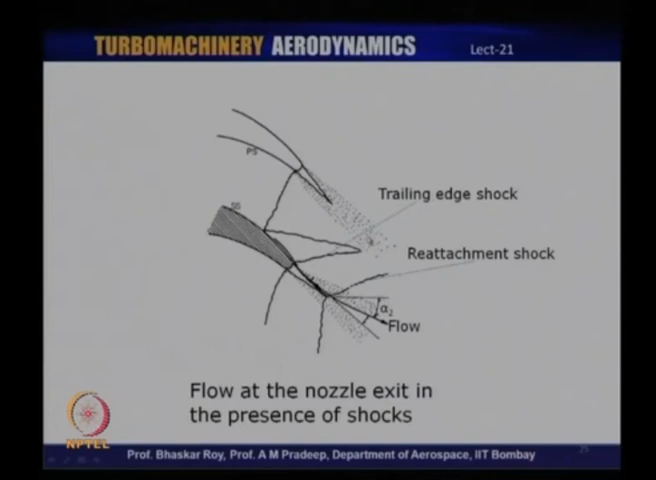 TURBOMACHINERY AERODYNAMICS
Lect-21
PS
SS
Trailing edge shock
Reattachment shock
α2
Flow
Flow at the nozzle exit in
the presence of shocks
NPTEL
Prof. Bhaskar Roy, Prof. A M Pradeep, Department of Aerospace, IIT Bombay
25